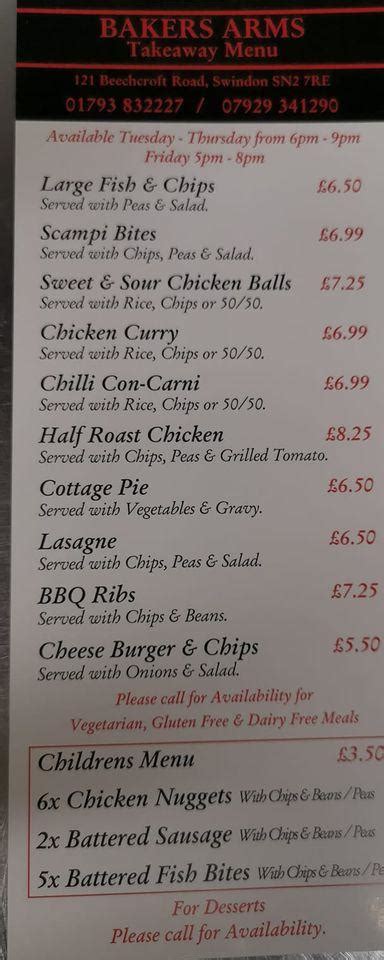 BAKERS ARMS
Takeaway Menu
121 Beechcroft Road, Swindon SN2 7RE
01793 832227 / 07929 341290
Available Tuesday - Thursday from 6pm - 9pm
Friday 5pm - 8pm
Large Fish & Chips £6.50
Served with Peas & Salad.
Scampi Bites £6.99
Served with Chips, Peas & Salad.
Sweet & Sour Chicken Balls £7.25
Served with Rice, Chips or 50/50.
Chicken Curry £6.99
Served with Rice, Chips or 50/50.
Chilli Con-Carni £6.99
Served with Rice, Chips or 50/50.
Half Roast Chicken £8.25
Served with Chips, Peas & Grilled Tomato.
Cottage Pie £6.50
Served with Vegetables & Gravy.
Lasagne £6.50
Served with Chips, Peas & Salad.
BBQ Ribs £7.25
Served with Chips & Beans.
Cheese Burger & Chips £5.50
Served with Onions & Salad.
Please call for Availability for
Vegetarian, Gluten Free & Dairy Free Meals
Childrens Menu £3.50
6x Chicken Nuggets With Chips & Beans / Peas
2x Battered Sausage With Chips & Beans / Peas
5x Battered Fish Bites With Chips & Beans / Pe
For Desserts
Please call for Availability.